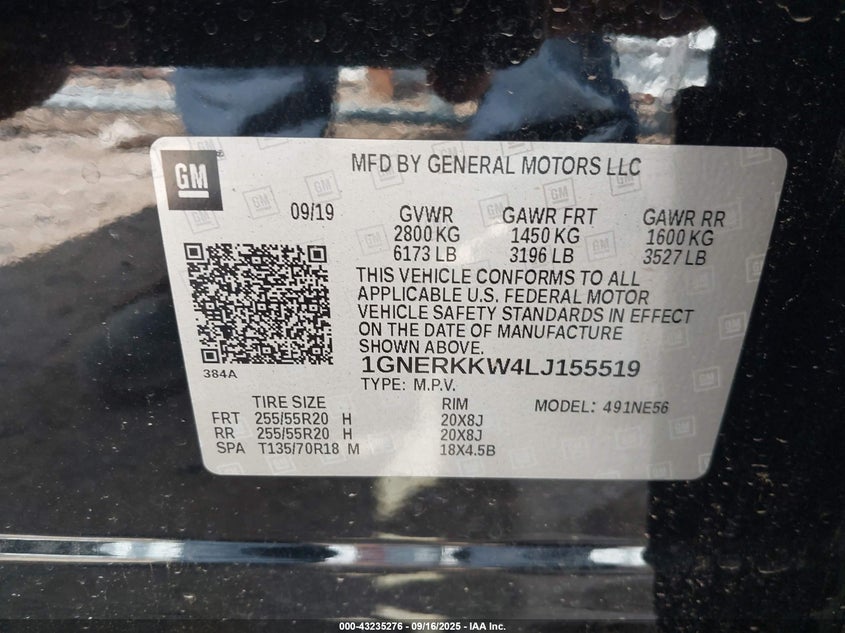 GM
MFD BY GENERAL MOTORS LLC
09/19
GVWR GAWR FRT GAWR RR
2800 KG 1450 KG 1600 KG
6173 LB 3196 LB 3527 LB
THIS VEHICLE CONFORMS TO ALL
APPLICABLE U.S. FEDERAL MOTOR
VEHICLE SAFETY STANDARDS IN EFFECT
ON THE DATE OF MANUFACTURE
SHOWN ABOVE.
384A
1GNERKKW4LJ155519
TYPE: M.P.V.
TIRE SIZE RIM MODEL: 491NE56
FRT 255/55R20 H 20X8J
RR 255/55R20 H 20X8J
SPA T135/70R18 M 18X4.5B
000-43235276 - 09/16/2025 - IAA Inc.